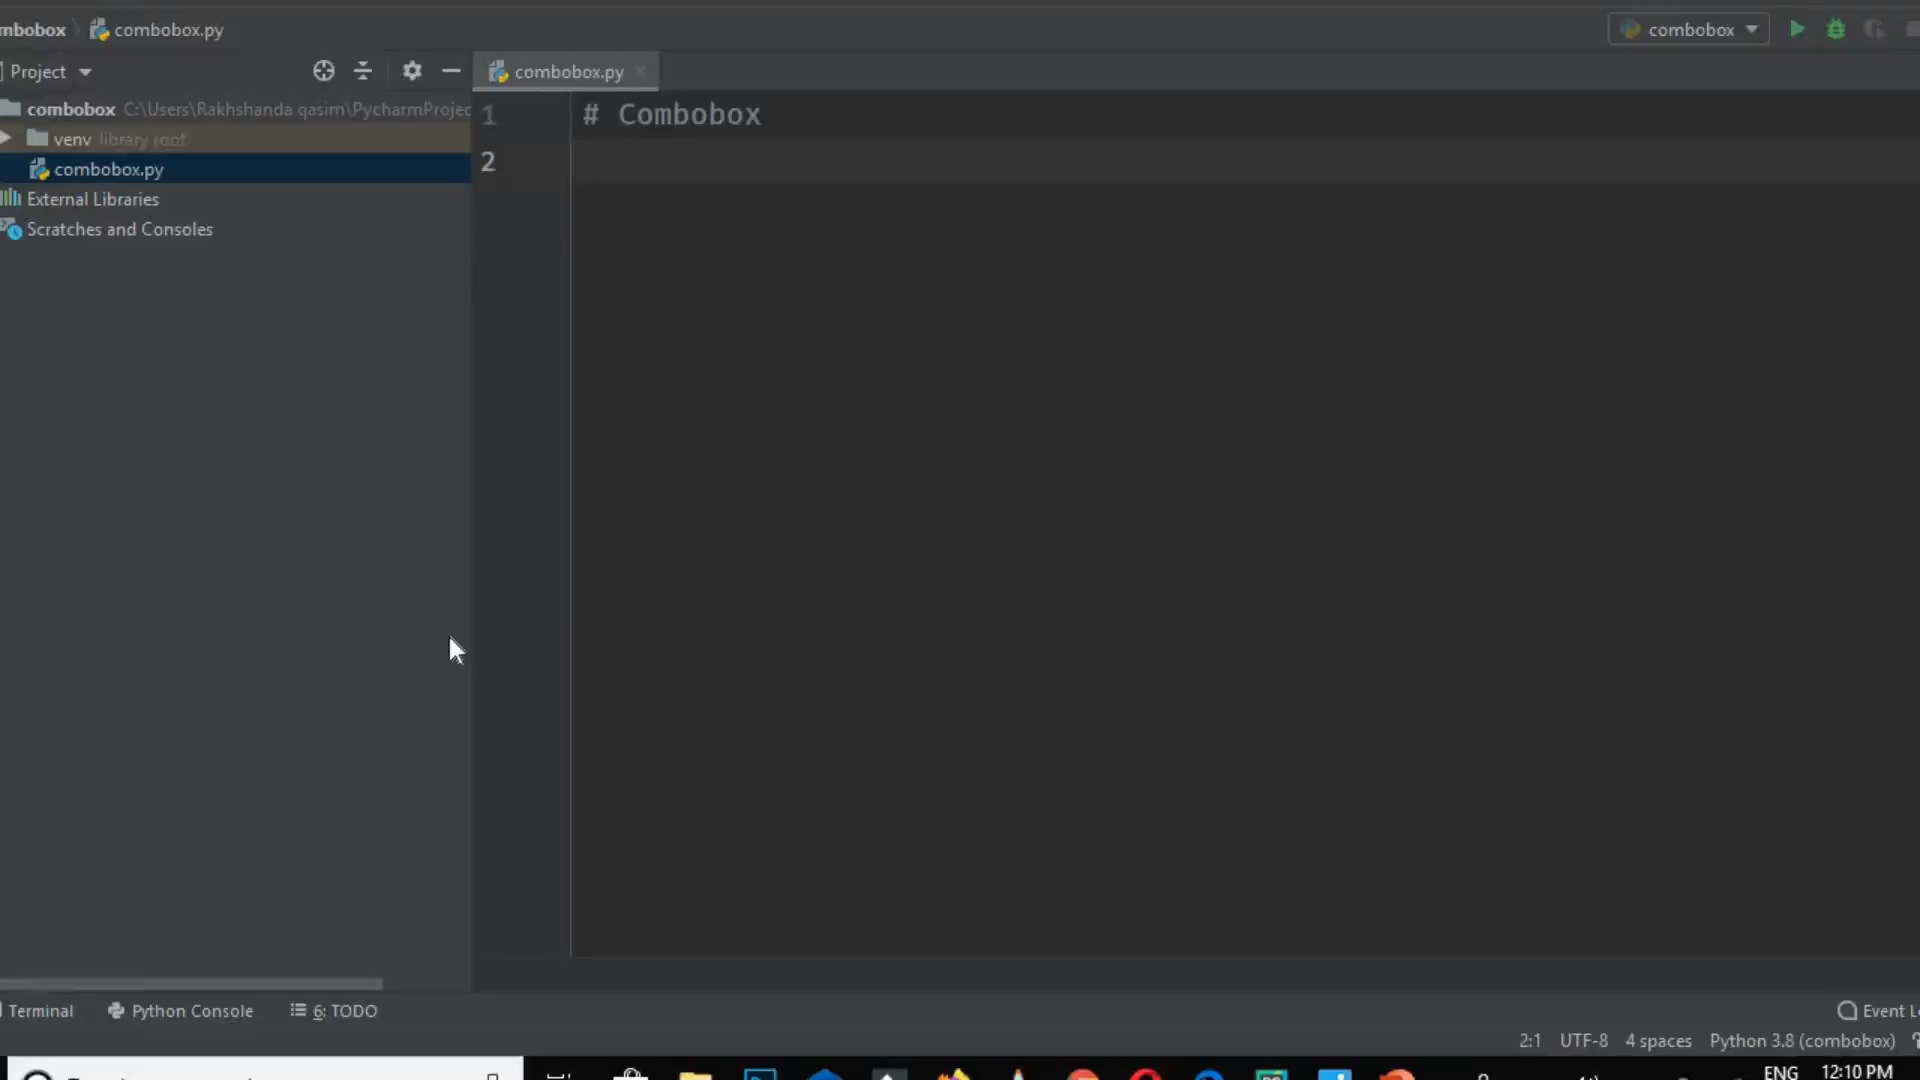 mbobox combobox.py combobox
Project combobox.py
combobox C:\Users\Rakhshanda qasim\PycharmProjec
venv library root
combobox.py
External Libraries
Scratches and Consoles
1 # Combobox
2
Terminal Python Console 6: TODO Event L
2:1 UTF-8 4 spaces Python 3.8 (combobox)
ENG 12:10 PM